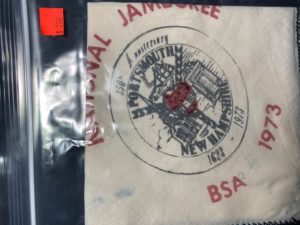 NATIONAL JAMBOREE
350th Anniversary
PORTSMOUTH
NEW HAMPSHIRE
1623 1973
BSA 1973